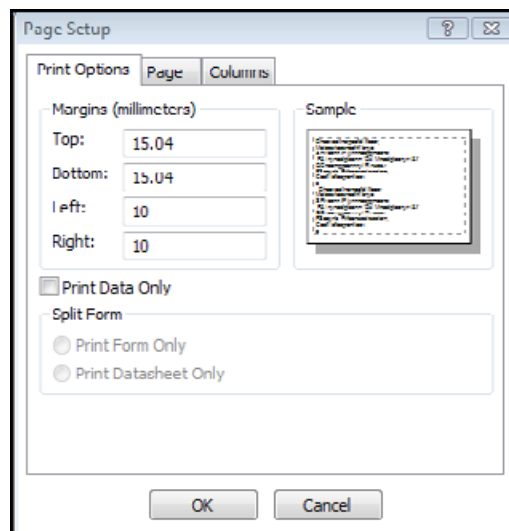 Page Setup
Print Options
Page
Columns
Margins (millimeters)
Sample
Top:
15.04
Bottom:
15.04
Left:
10
Right:
10
Print Data Only
Split Form
Print Form Only
Print Datasheet Only
OK
Cancel